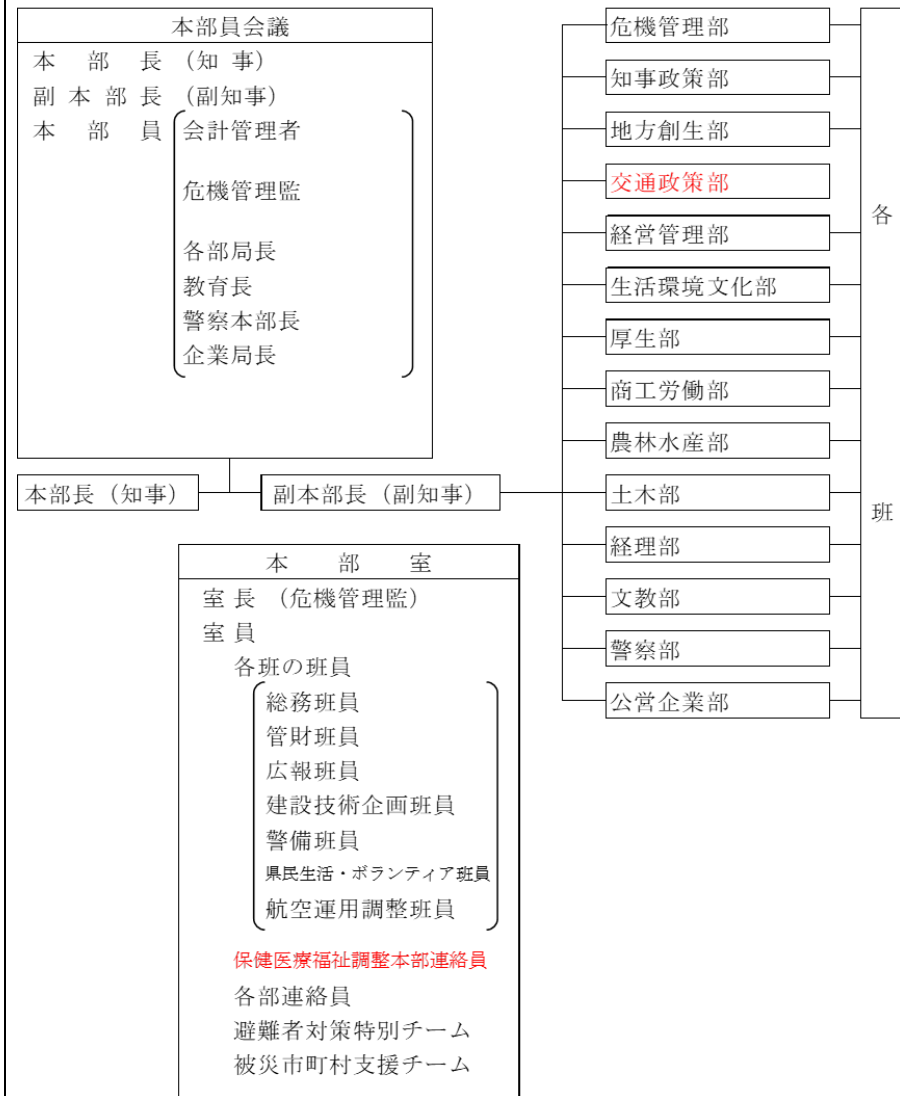 本部員会議
本部長（知事）
副本部長（副知事）
本部員 会計管理者
危機管理監
各部局長
教育長
警察本部長
企業局長
本部長（知事）
副本部長（副知事）
危機管理部
知事政策部
地方創生部
交通政策部
経営管理部
生活環境文化部
厚生部
商工労働部
農林水産部
土木部
経理部
文教部
警察部
公営企業部
各班
本部室
室長（危機管理監）
室員
各班の班員
総務班員
管財班員
広報班員
建設技術企画班員
警備班員
県民生活・ボランティア班員
航空運用調整班員
保健医療福祉調整本部連絡員
各部連絡員
避難者対策特別チーム
被災市町村支援チーム